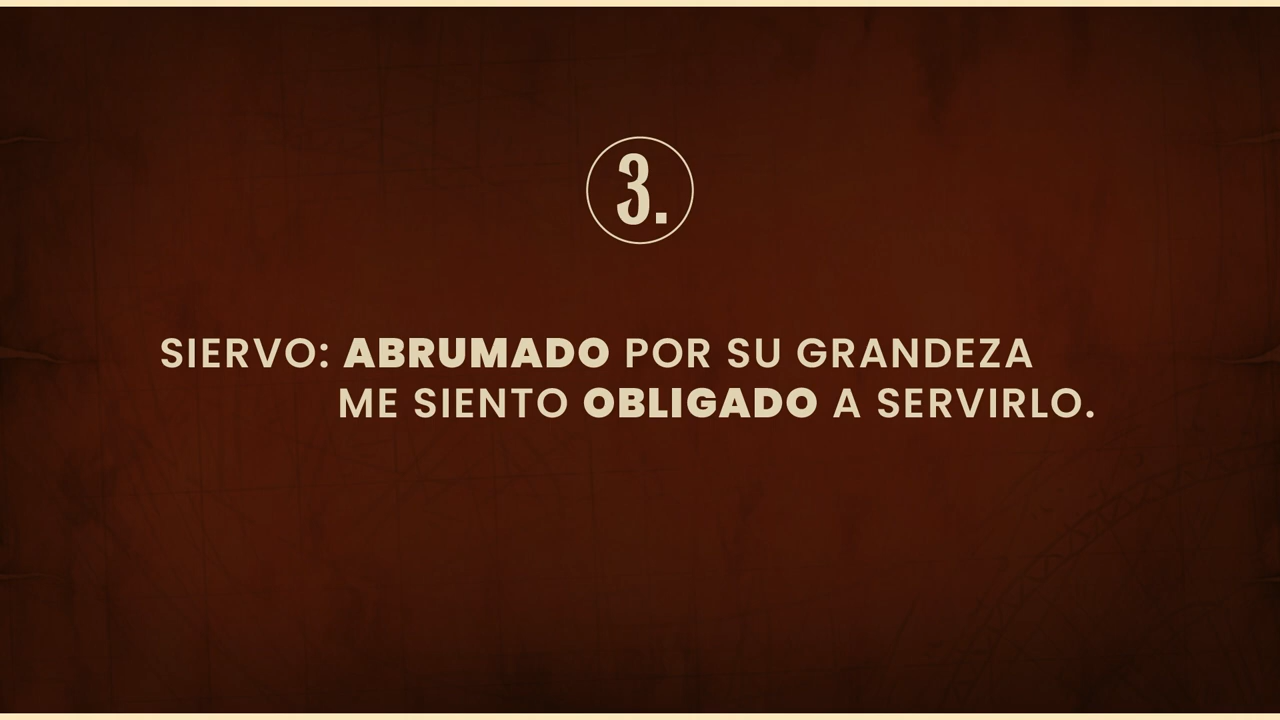 3.
SIERVO: ABRUMADO POR SU GRANDEZA
ME SIENTO OBLIGADO A SERVIRLO.